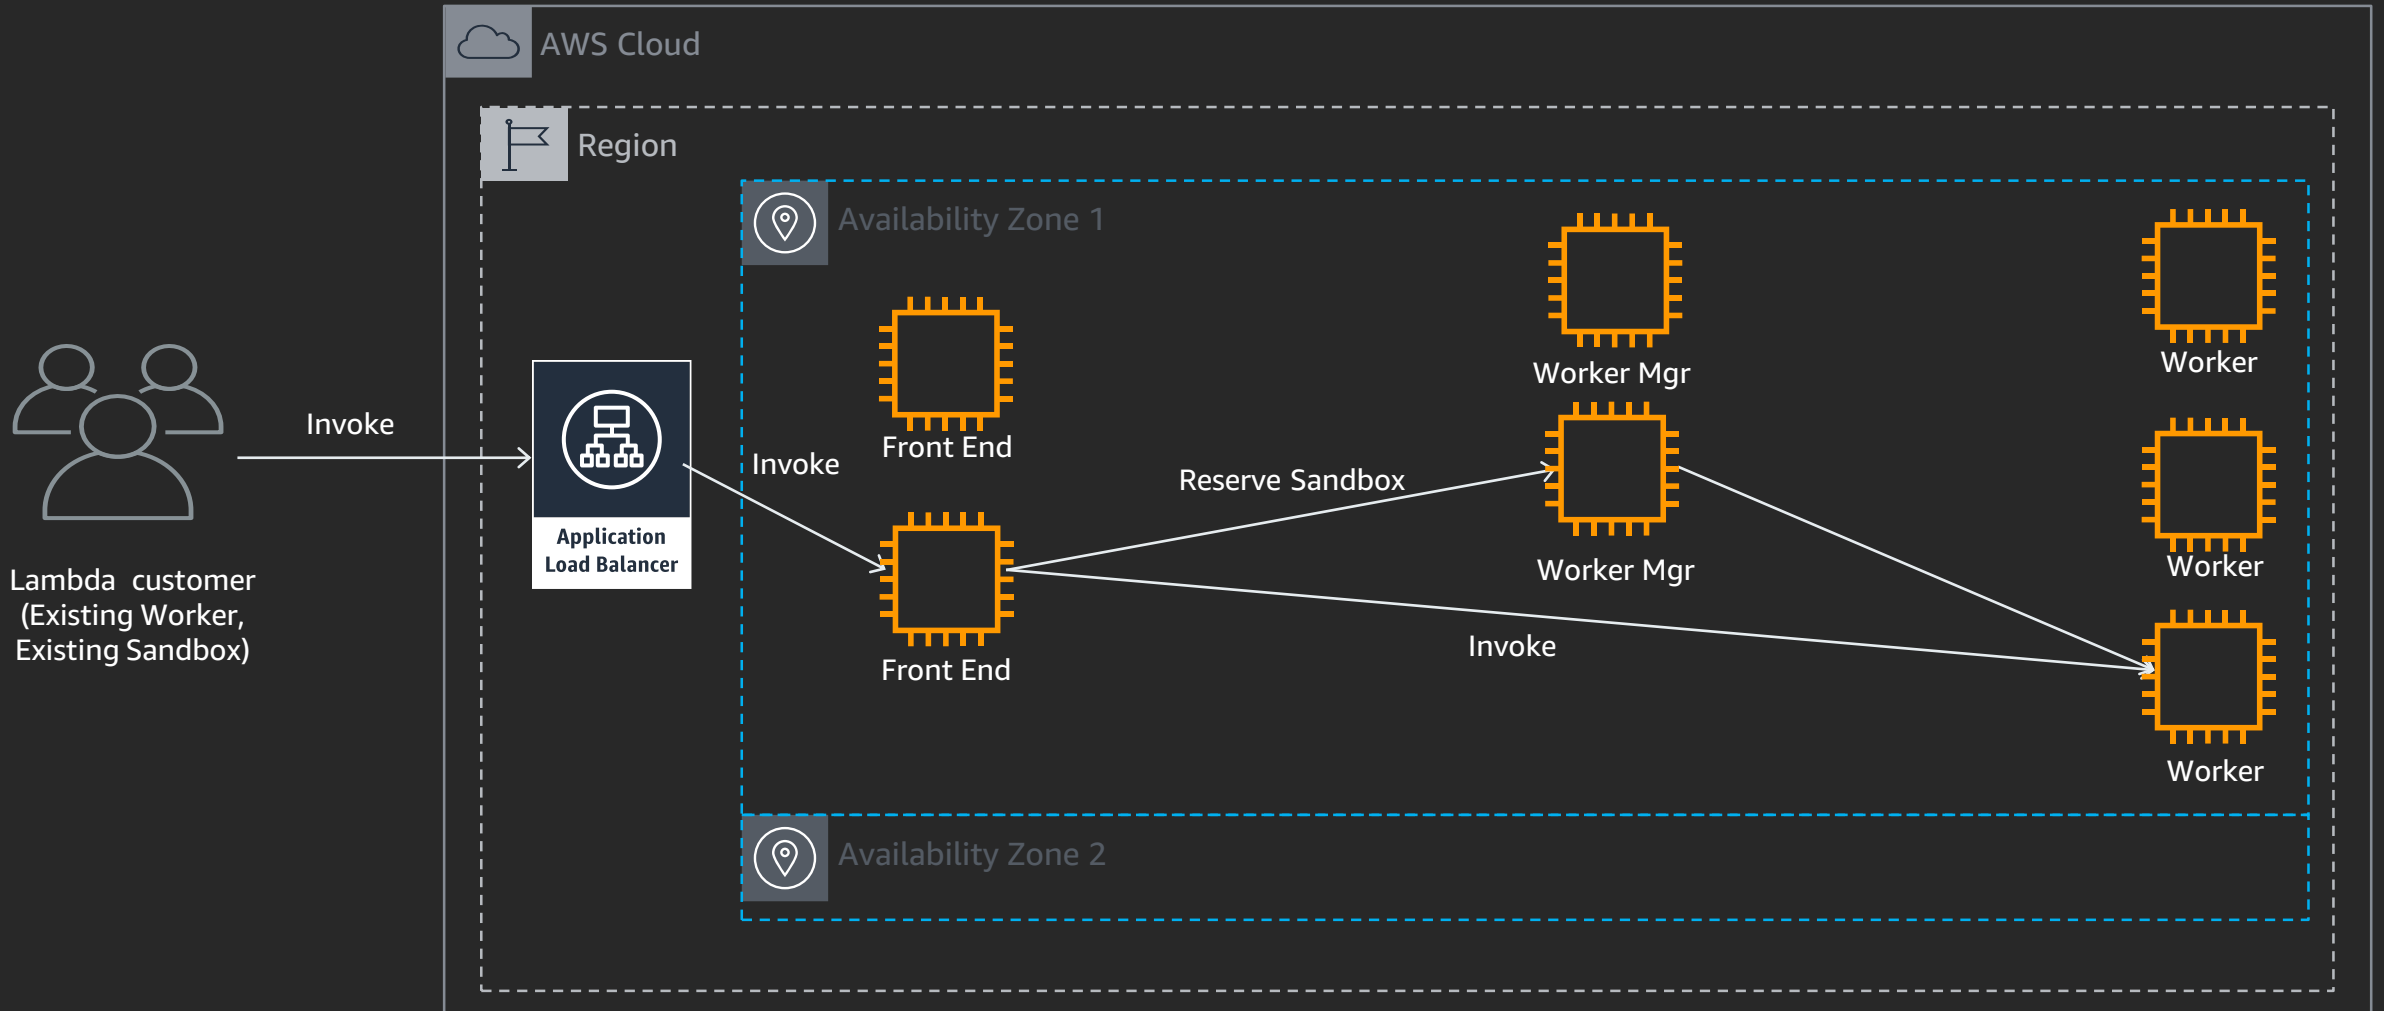 AWS Cloud
Region
Availability Zone 1
Worker Mgr
Worker
Front End
Invoke
Invoke
Reserve Sandbox
Application
Load Balancer
Worker Mgr
Worker
Lambda customer
(Existing Worker,
Existing Sandbox)
Front End
Invoke
Worker
Availability Zone 2